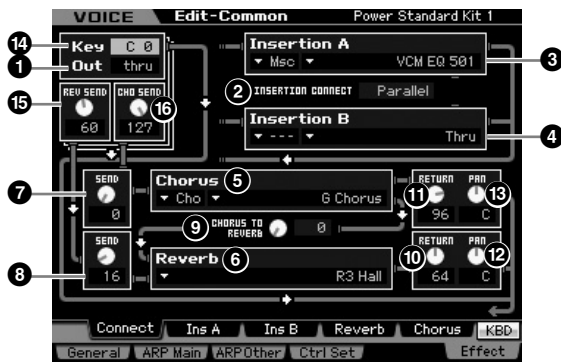 VOICE Edit-Common Power Standard Kit 1
14 Key C 0
1 Out thru
Insertion A
Msc VCM EQ 501 3
2 INSERTION CONNECT Parallel
15 REV SEND CHO SEND 16
60 127
Insertion B
--- Thru 4
7 SEND
0
Chorus 5
Cho G Chorus
11 RETURN PAN 13
96 C
9 CHORUS TO REVERB 0
8 SEND
16
Reverb 6
R3 Hall
10 RETURN PAN 12
64 C
Connect Ins A Ins B Reverb Chorus KBD
General ARP Main ARP Other Ctrl Set Effect